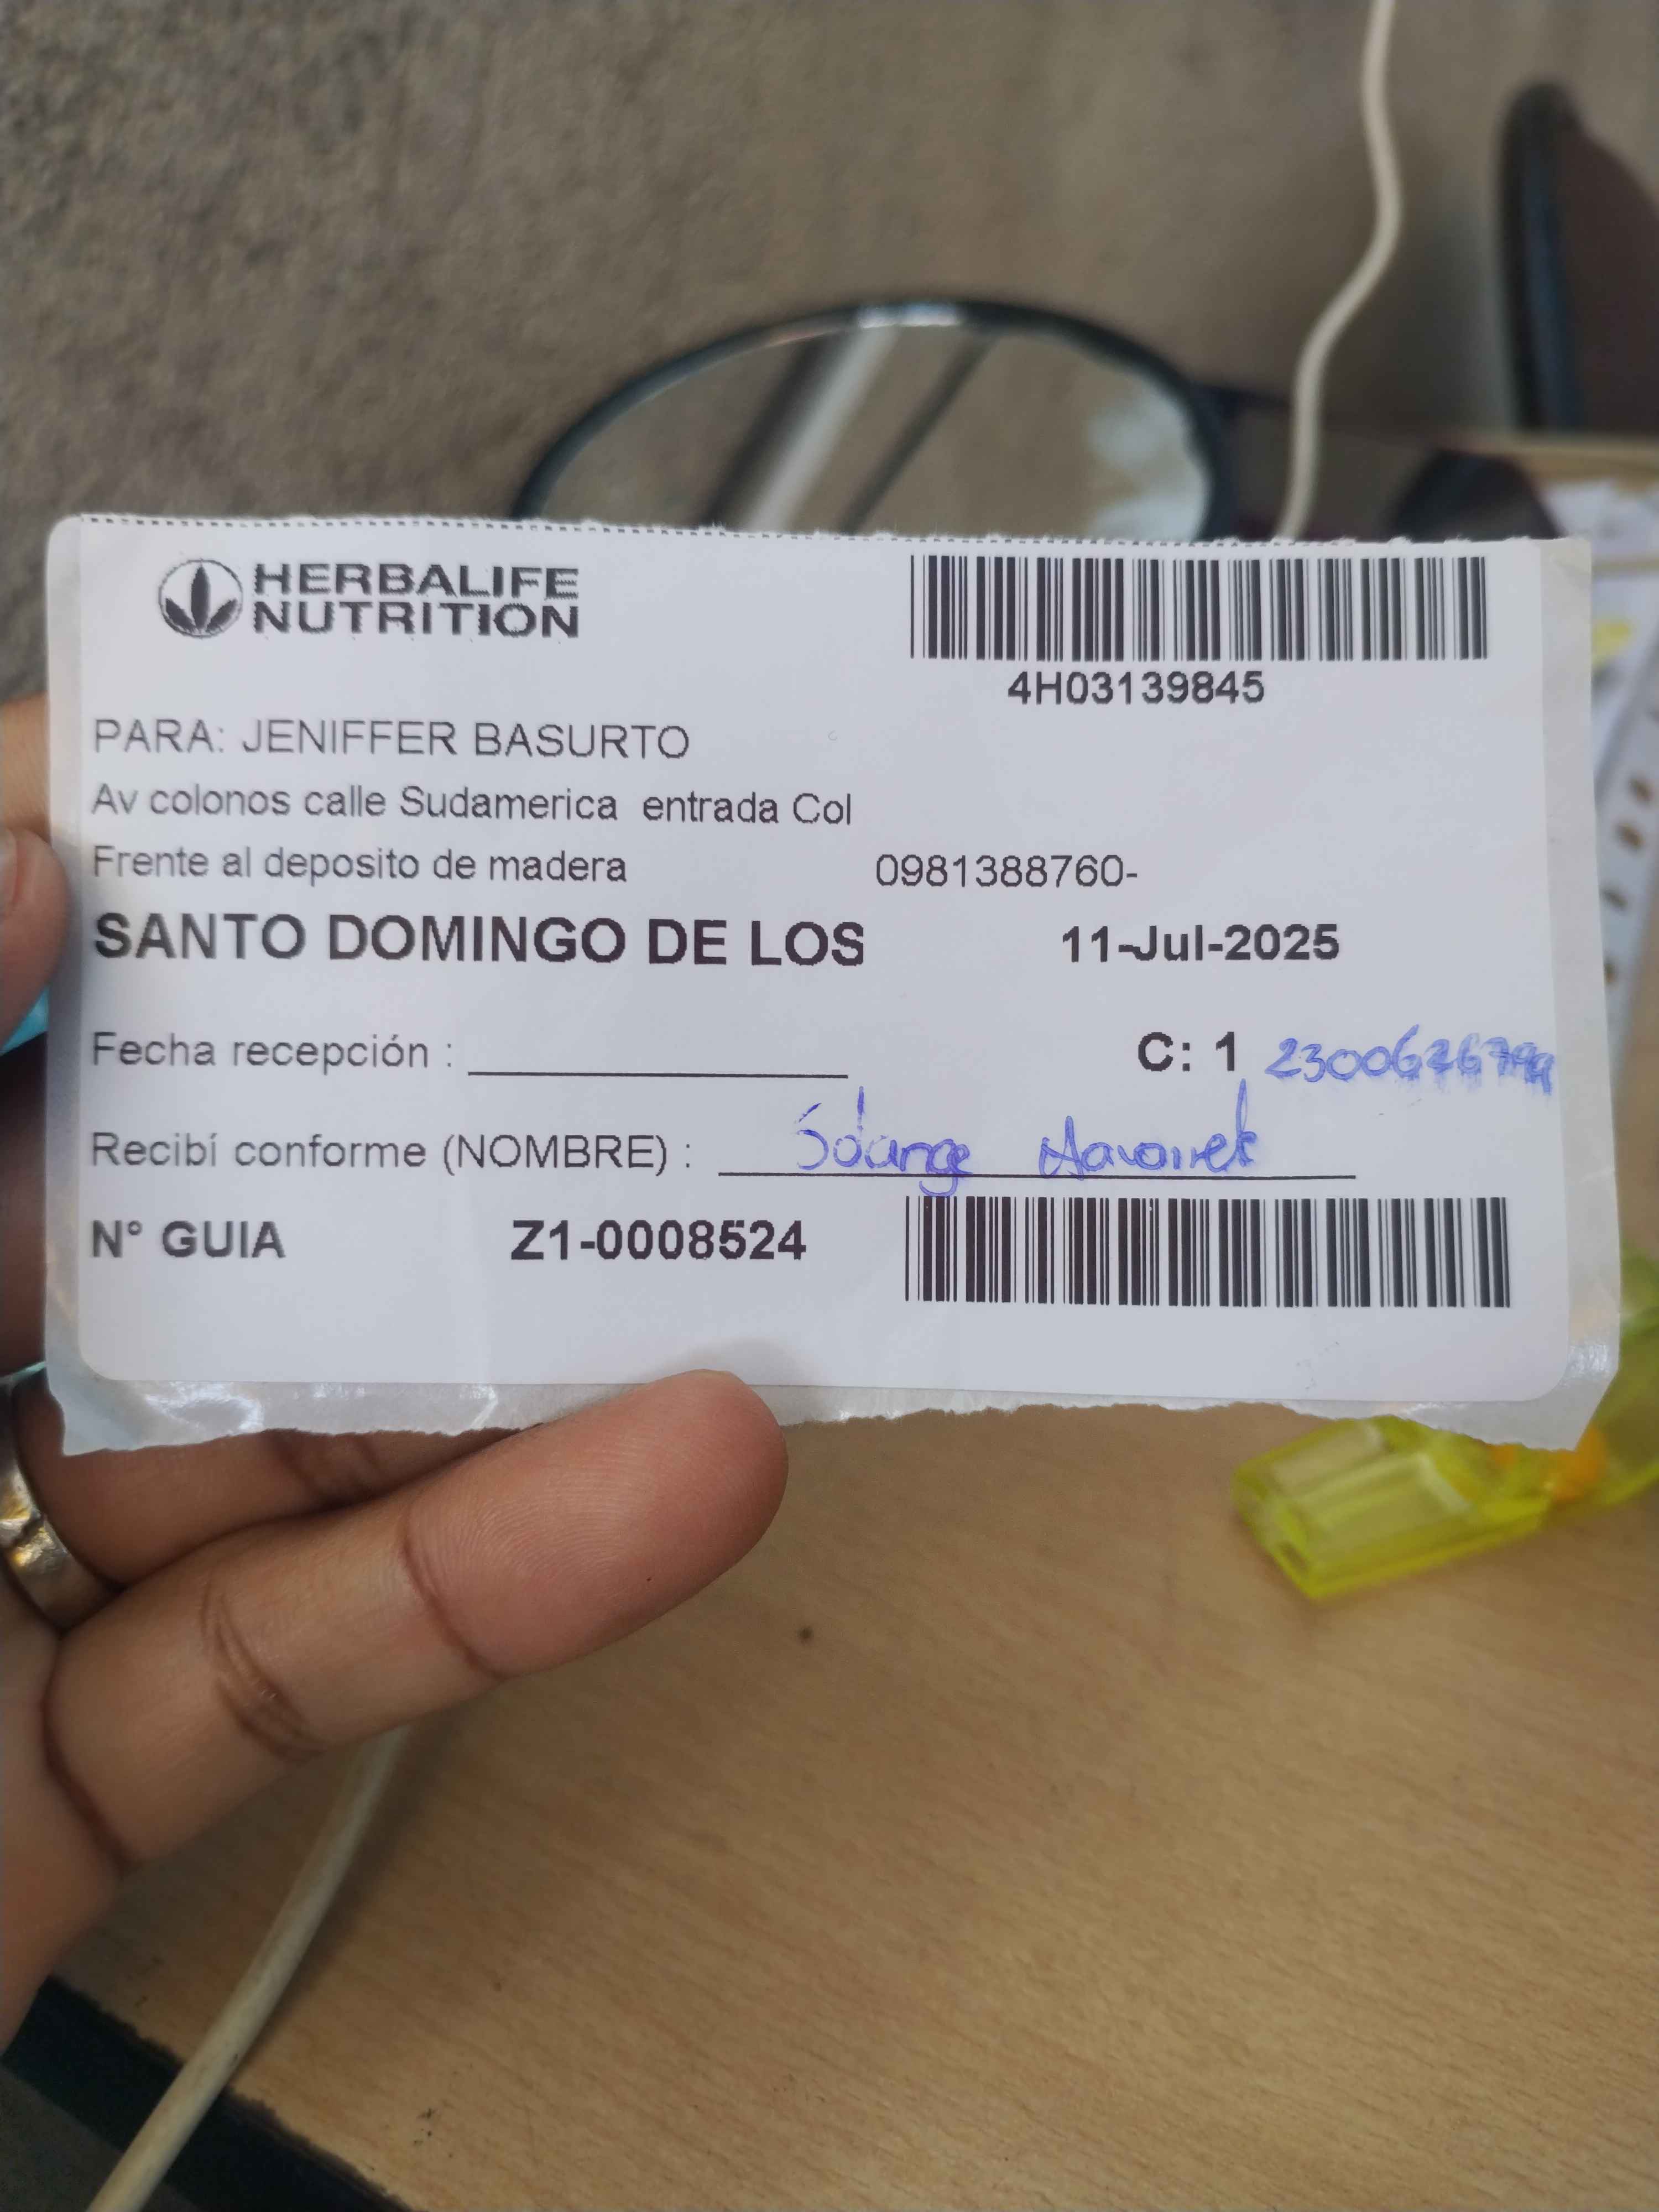 HERBALIFE
NUTRITION
4H03139845
PARA: JENIFFER BASURTO
Av colonos calle Sudamerica entrada Col
Frente al deposito de madera 0981388760-
SANTO DOMINGO DE LOS 11-Jul-2025
Fecha recepción : C: 1
Recibí conforme (NOMBRE) : Solange
N° GUIA Z1-0008524